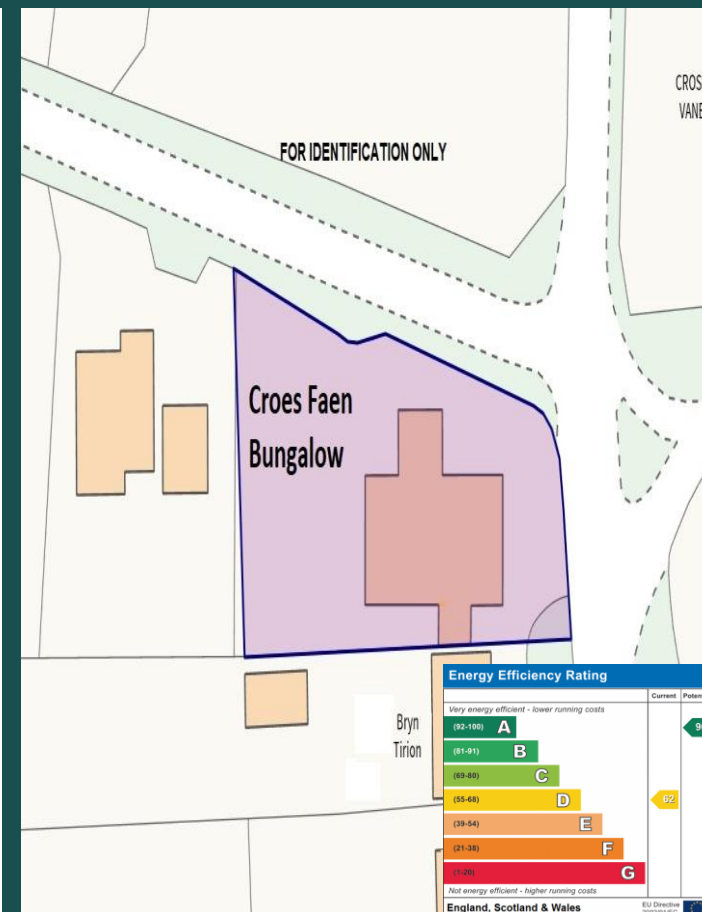 CROES
VANE
FOR IDENTIFICATION ONLY
Croes Faen
Bungalow
Bryn
Tirion
Energy Efficiency Rating
Current
Very energy efficient - lower running costs
(92-100) A
(81-91) B
(69-80) C
(55-68) D
62
(39-54) E
(21-38) F
(1-20) G
Not energy efficient - higher running costs
England, Scotland & Wales
EU Directive